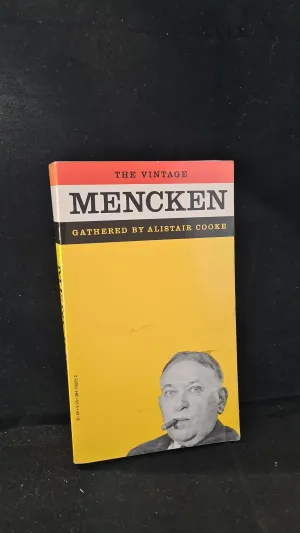 THE VINTAGE
MENCKEN
GATHERED BY ALISTAIR COOKE